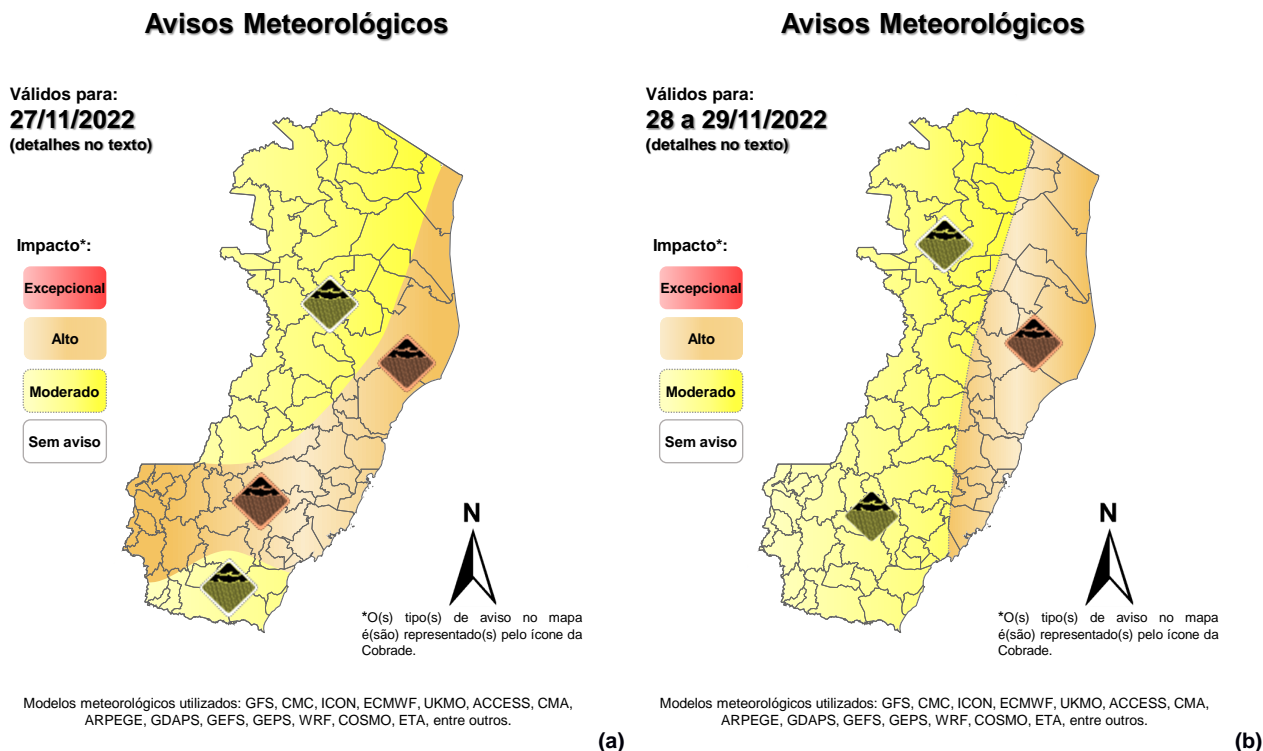 Avisos Meteorológicos
Válidos para:
27/11/2022
(detalhes no texto)
Impacto*:
Excepcional
Alto
Moderado
Sem aviso
N
*O(s) tipo(s) de aviso no mapa
é(são) representado(s) pelo ícone da
Cobrade.
Modelos meteorológicos utilizados: GFS, CMC, ICON, ECMWF, UKMO, ACCESS, CMA,
ARPEGE, GDAPS, GEFS, GEPS, WRF, COSMO, ETA, entre outros.
(a)
Avisos Meteorológicos
Válidos para:
28 a 29/11/2022
(detalhes no texto)
Impacto*:
Excepcional
Alto
Moderado
Sem aviso
N
*O(s) tipo(s) de aviso no mapa
é(são) representado(s) pelo ícone da
Cobrade.
Modelos meteorológicos utilizados: GFS, CMC, ICON, ECMWF, UKMO, ACCESS, CMA,
ARPEGE, GDAPS, GEFS, GEPS, WRF, COSMO, ETA, entre outros.
(b)